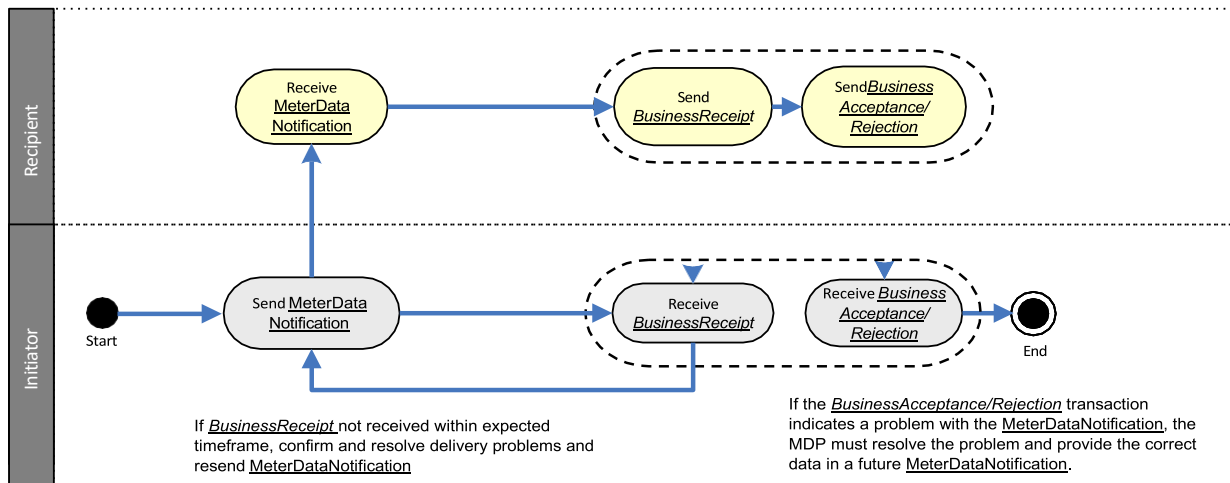 Recipient
Receive
MeterData
Notification
Send
BusinessReceipt
SendBusiness
Acceptance/
Rejection
Initiator
Start
Send MeterData
Notification
Receive
BusinessReceipt
Receive Business
Acceptance/
Rejection
End
If BusinessReceipt not received within expected
timeframe, confirm and resolve delivery problems and
resend MeterDataNotification
If the BusinessAcceptance/Rejection transaction
indicates a problem with the MeterDataNotification, the
MDP must resolve the problem and provide the correct
data in a future MeterDataNotification.